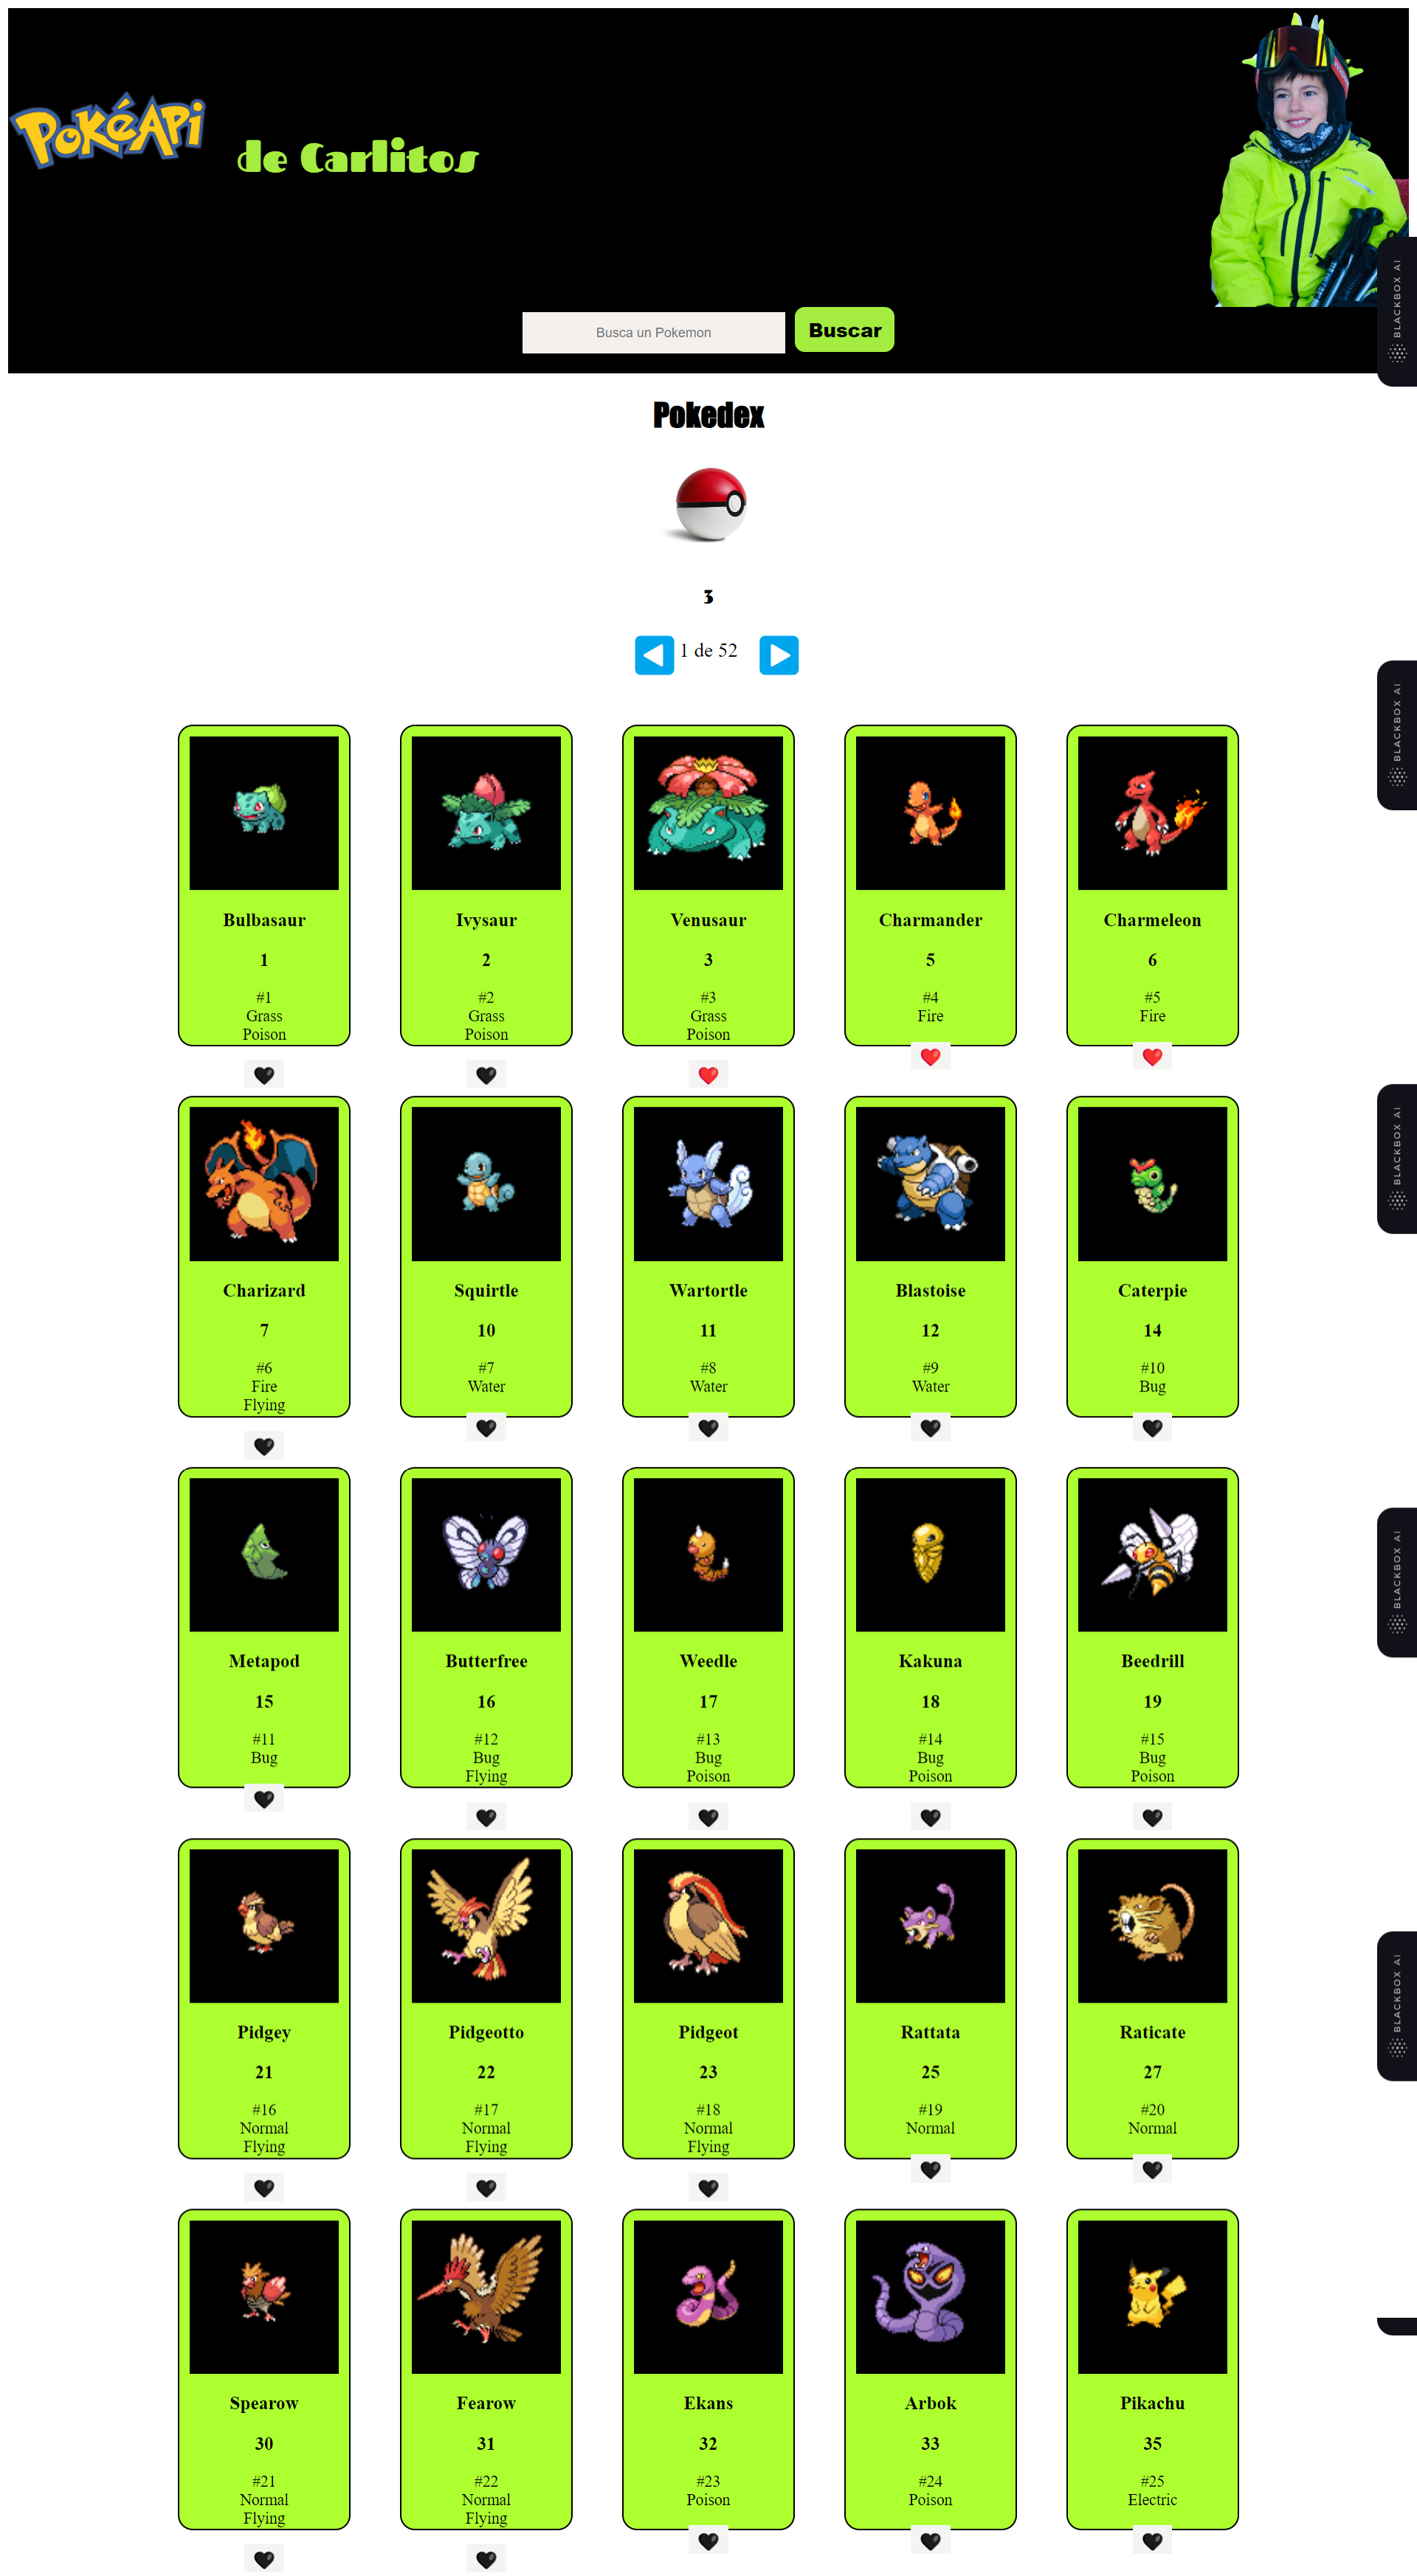 PokéApi
de Carlitos
Busca un Pokemon
Buscar
BLACKBOX AI
Pokedex
3
1 de 52
BLACKBOX AI
Bulbasaur
1
#1
Grass
Poison
Ivysaur
2
#2
Grass
Poison
Venusaur
3
#3
Grass
Poison
Charmander
5
#4
Fire
Charmeleon
6
#5
Fire
BLACKBOX AI
Charizard
7
#6
Fire
Flying
Squirtle
10
#7
Water
Wartortle
11
#8
Water
Blastoise
12
#9
Water
Caterpie
14
#10
Bug
BLACKBOX AI
Metapod
15
#11
Bug
Butterfree
16
#12
Bug
Flying
Weedle
17
#13
Bug
Poison
Kakuna
18
#14
Bug
Poison
Beedrill
19
#15
Bug
Poison
BLACKBOX AI
Pidgey
21
#16
Normal
Flying
Pidgeotto
22
#17
Normal
Flying
Pidgeot
23
#18
Normal
Flying
Rattata
25
#19
Normal
Raticate
27
#20
Normal
Spearow
30
#21
Normal
Flying
Fearow
31
#22
Normal
Flying
Ekans
32
#23
Poison
Arbok
33
#24
Poison
Pikachu
35
#25
Electric